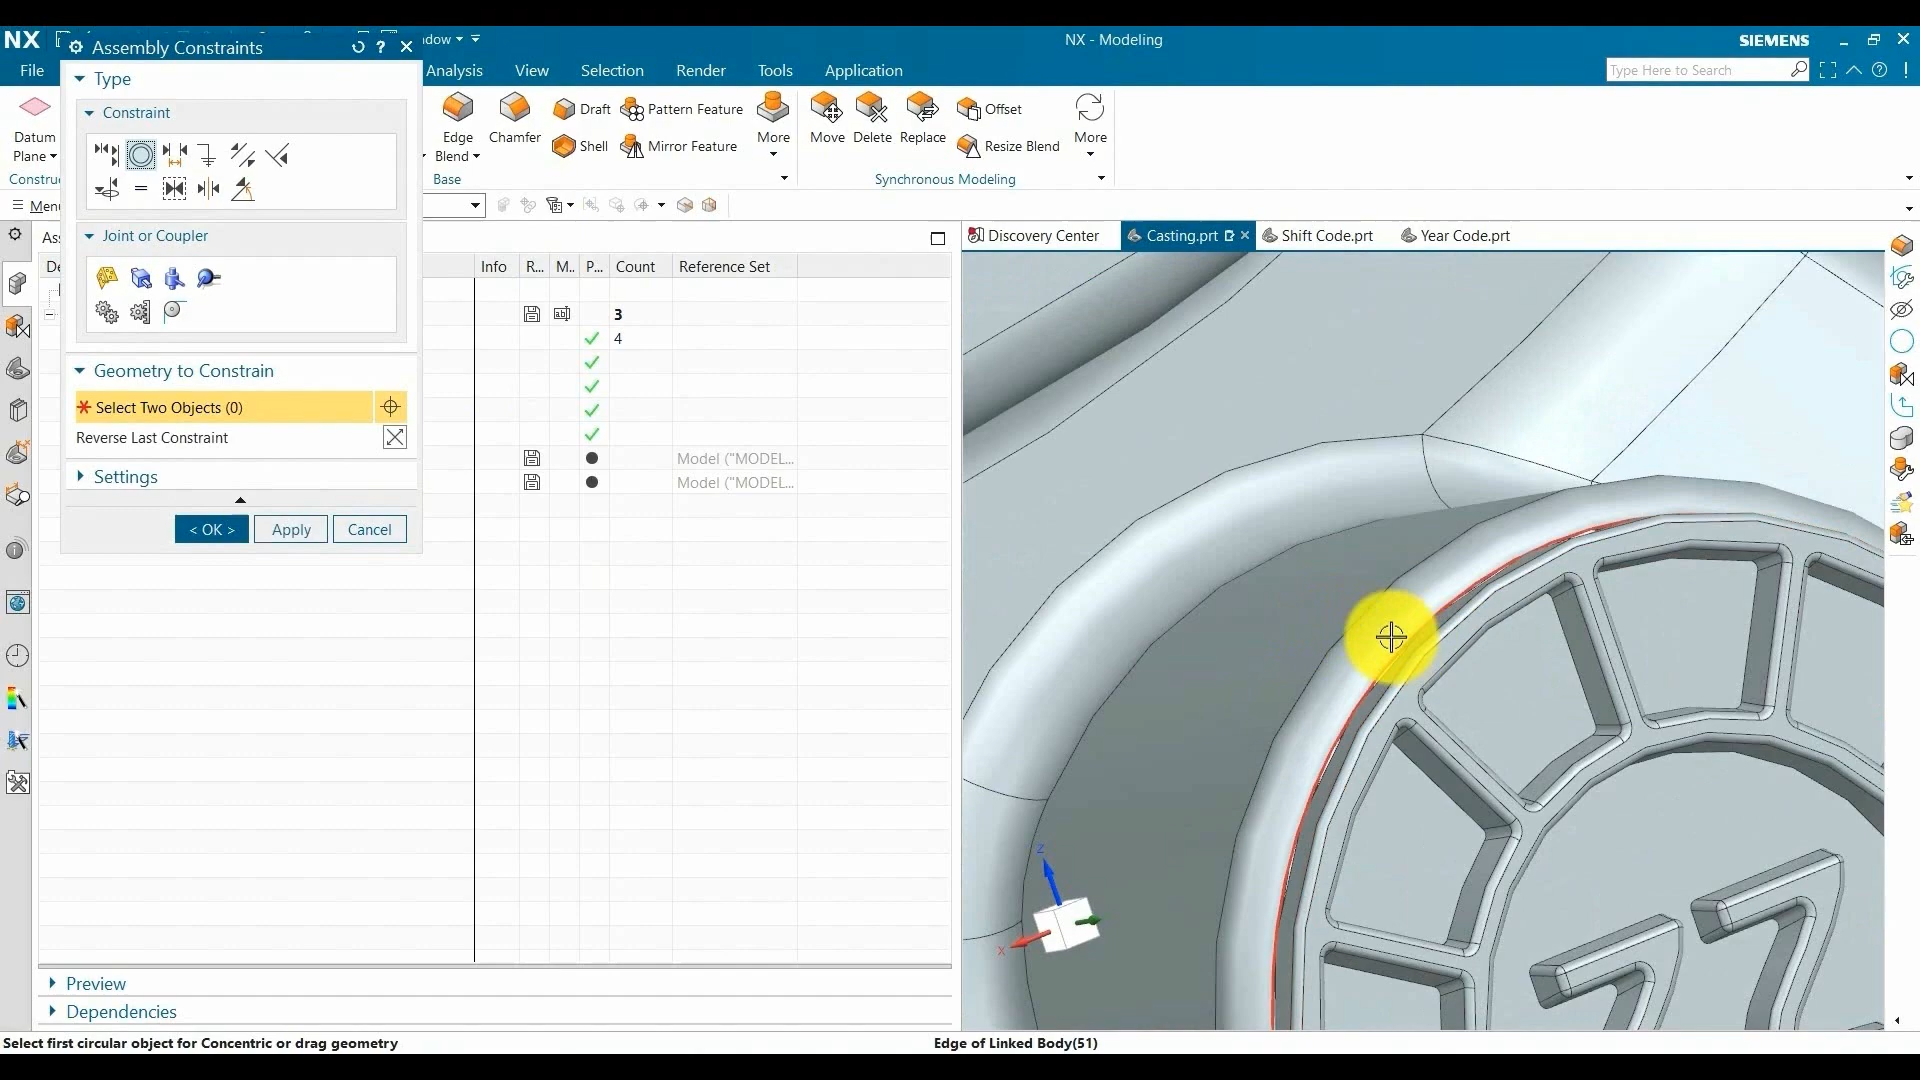 NX
dow
NX - Modeling
SIEMENS
Assembly Constraints
File
Analysis
View
Selection
Render
Tools
Application
Type Here to Search
Type
Constraint
Datum
Plane
Edge
Blend
Chamfer
Draft
Shell
Pattern Feature
Mirror Feature
More
Move
Delete
Replace
Offset
Resize Blend
More
Constru
Base
Synchronous Modeling
Menu
Joint or Coupler
Ass
De
Info
R...
M..
P...
Count
Reference Set
Discovery Center
Casting.prt
Shift Code.prt
Year Code.prt
3
4
Model ("MODEL...
Model ("MODEL...
Geometry to Constrain
* Select Two Objects (0)
Reverse Last Constraint
Settings
< OK >
Apply
Cancel
77
Z
X
Preview
Dependencies
Select first circular object for Concentric or drag geometry
Edge of Linked Body(51)